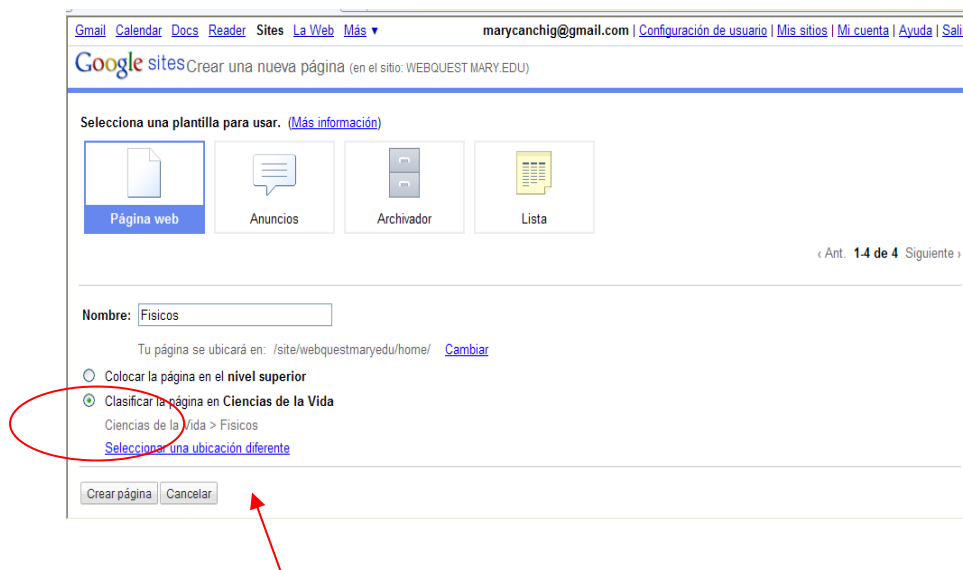 Gmail Calendar Docs Reader Sites La Web Más ▾ marycanchig@gmail.com | Configuración de usuario | Mis sitios | Mi cuenta | Ayuda | Sali
Google sites Crear una nueva página (en el sitio: WEBQUEST MARY.EDU)
Selecciona una plantilla para usar. (Más información)
Página web Anuncios Archivador Lista
‹ Ant. 1-4 de 4 Siguiente ›
Nombre: Fisicos
Tu página se ubicará en: /site/webquestmaryedu/home/ Cambiar
Colocar la página en el nivel superior
Clasificar la página en Ciencias de la Vida
Ciencias de la Vida > Fisicos
Seleccionar una ubicación diferente
Crear página Cancelar